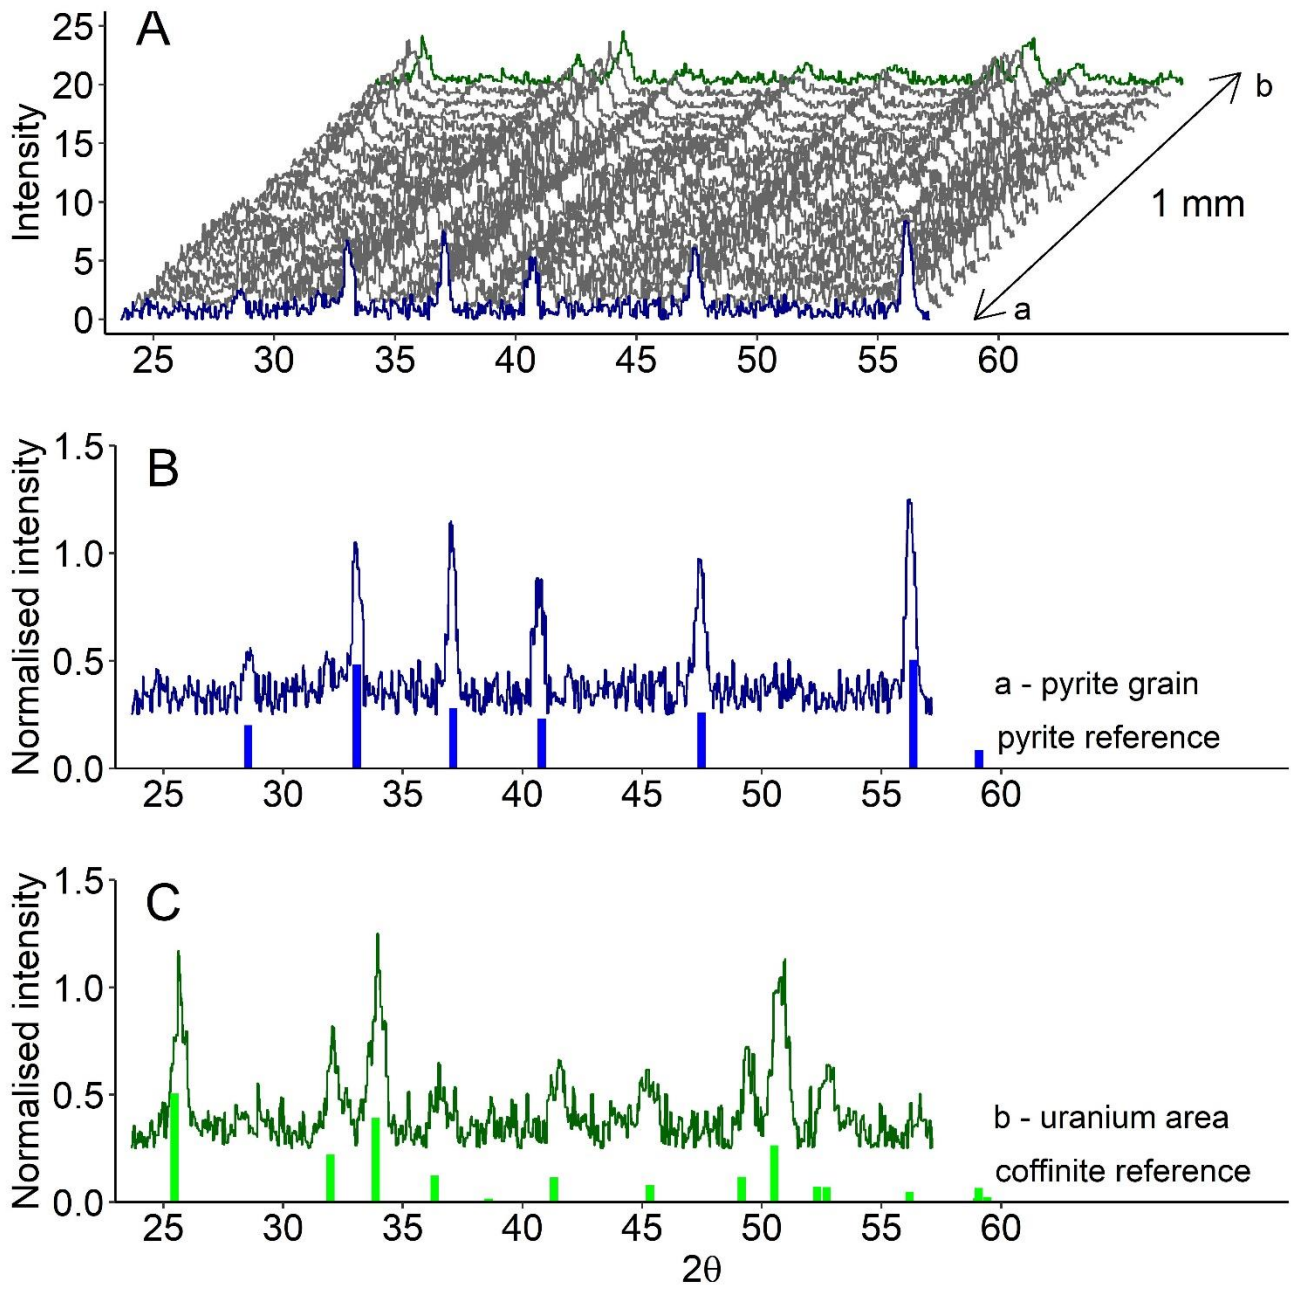 A
Intensity
25
20
15
10
5
0
b
1 mm
a
25 30 35 40 45 50 55 60
B
Normalised intensity
1.5
1.0
0.5
0.0
a - pyrite grain
pyrite reference
25 30 35 40 45 50 55 60
C
Normalised intensity
1.5
1.0
0.5
0.0
b - uranium area
coffinite reference
25 30 35 40 45 50 55 60
2θ